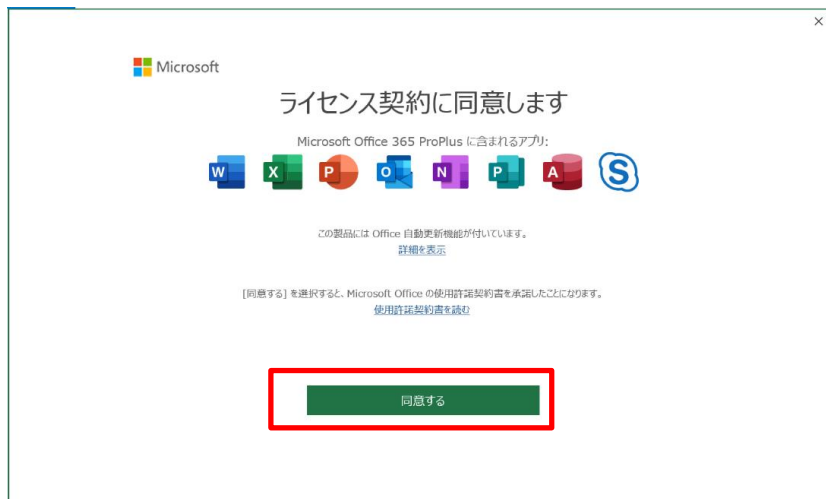 Microsoft
ライセンス契約に同意します
Microsoft Office 365 ProPlus に含まれるアプリ:
W X P O N P A S
この製品には Office 自動更新機能が付いています。
詳細を表示
[同意する] を選択すると、Microsoft Office の使用許諾契約書を承諾したことになります。
使用許諾契約書を読む
同意する